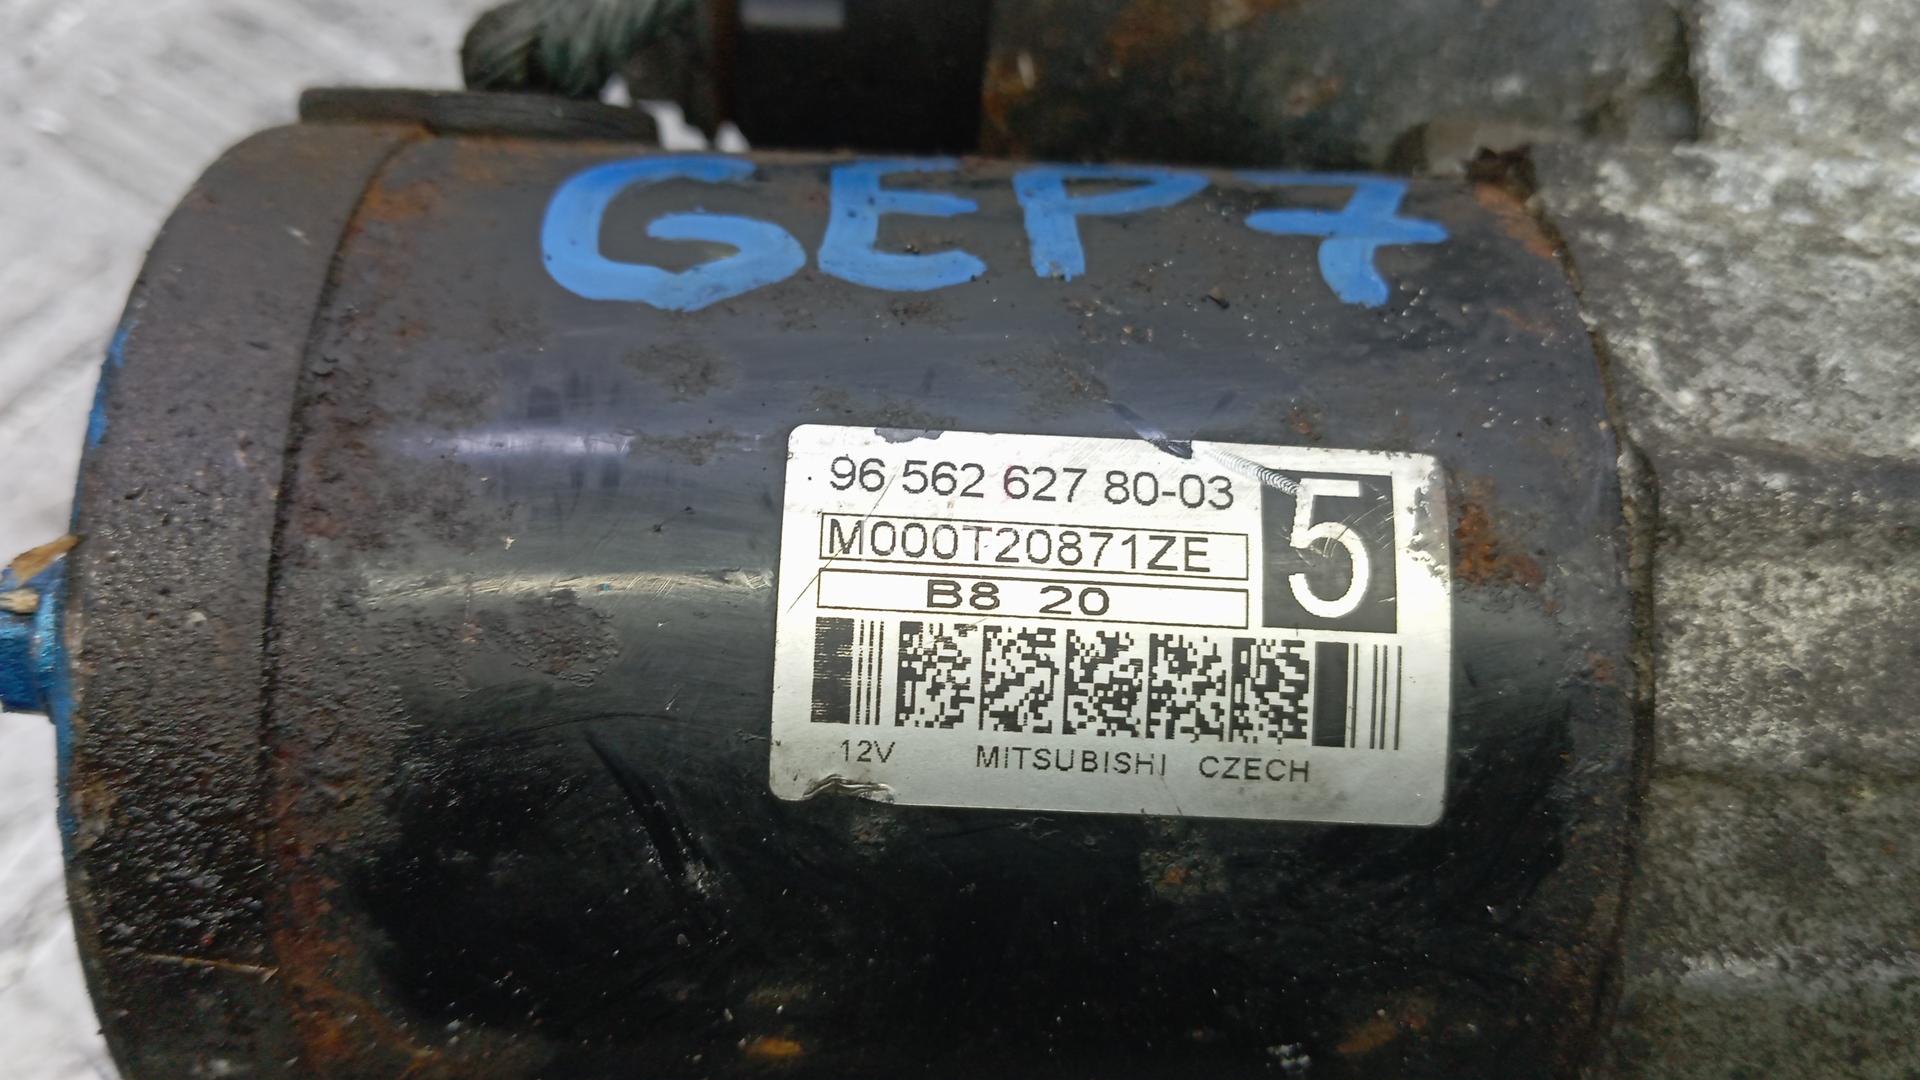 GEP7
96 562 627 80-03
5
M000T20871ZE
B8 20
12V MITSUBISHI CZECH